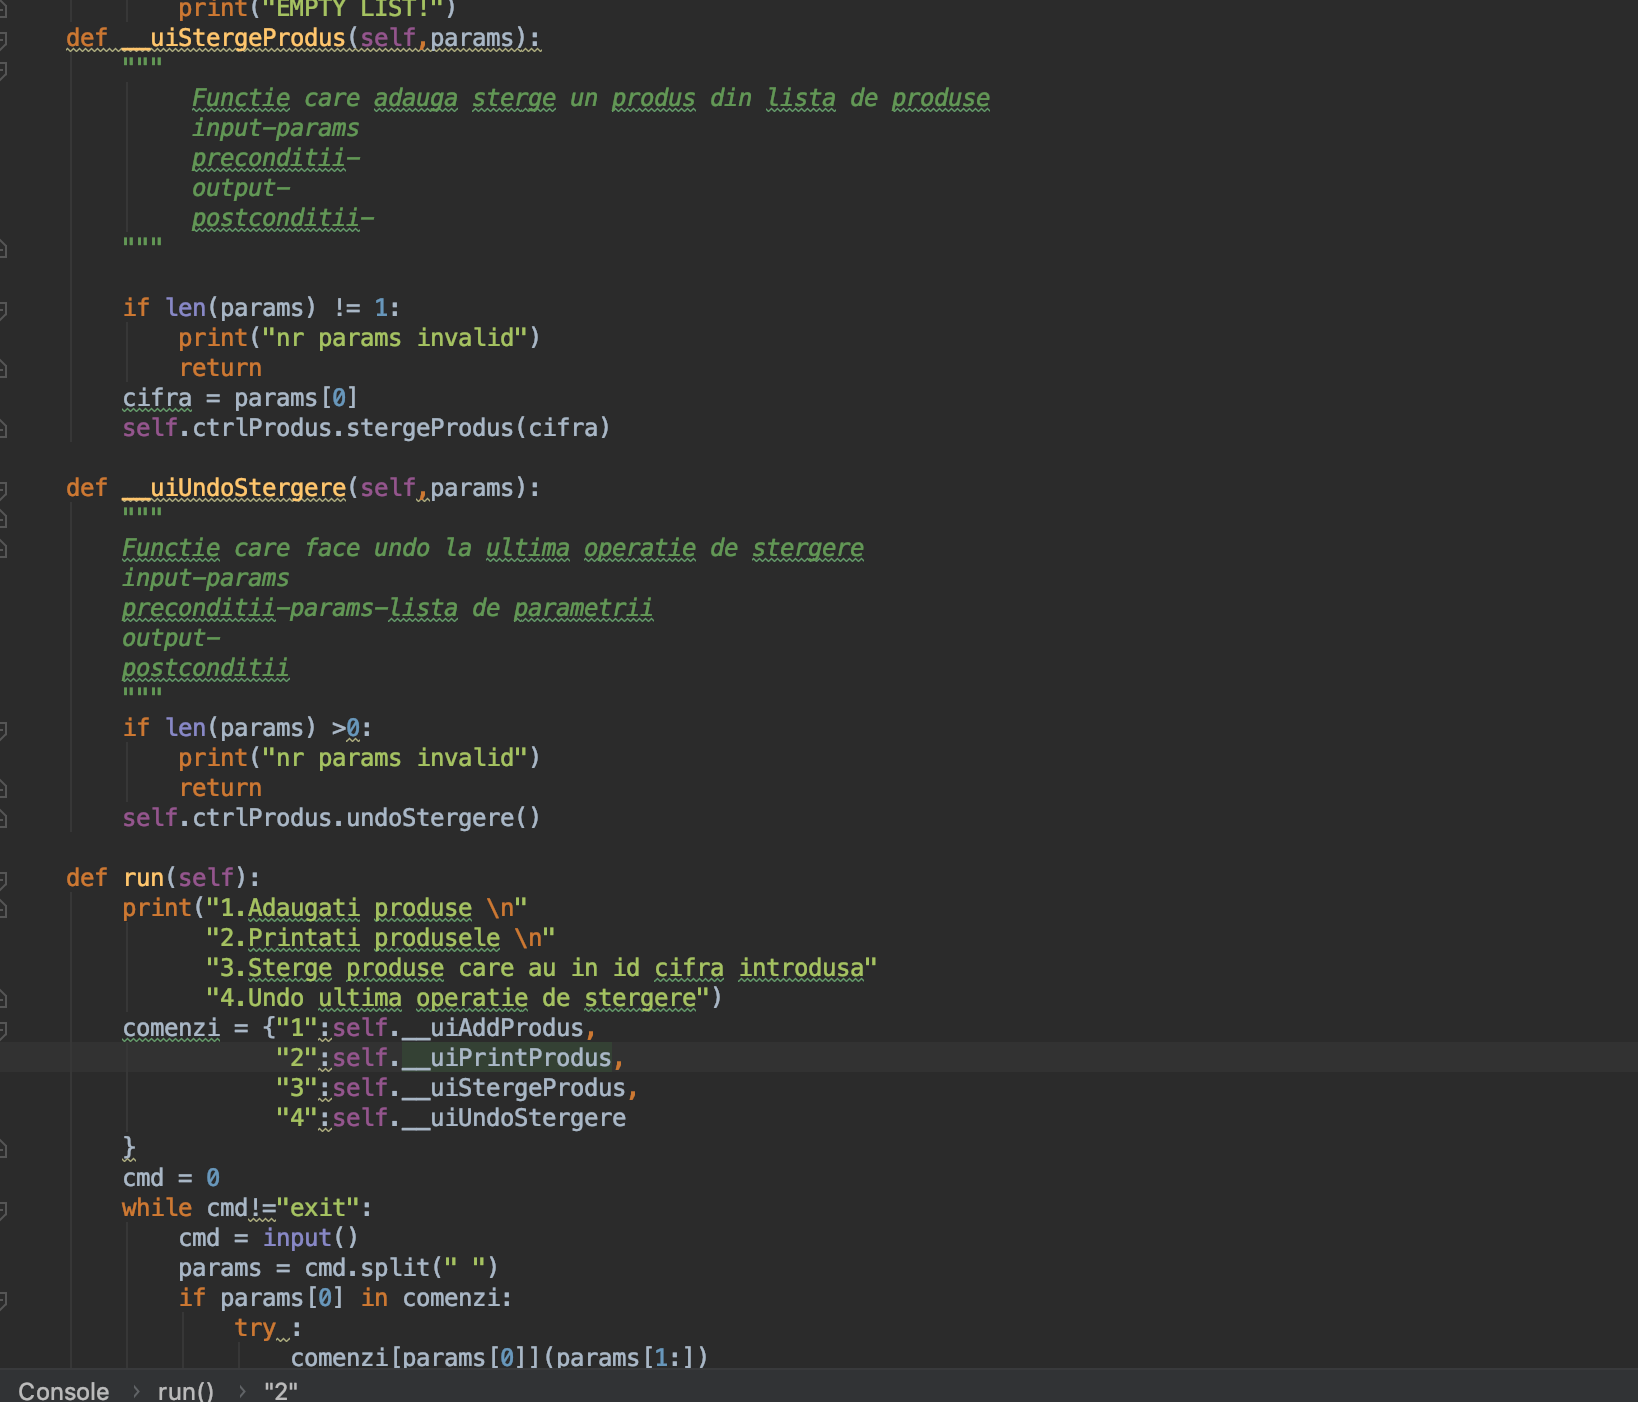 print("EMPTY LIST!")
    def __uiStergeProdus(self,params):
        """
             Functie care adauga sterge un produs din lista de produse
             input-params
             preconditii-
             output-
             postconditii-
        """
        if len(params) != 1:
            print("nr params invalid")
            return
        cifra = params[0]
        self.ctrlProdus.stergeProdus(cifra)
    def __uiUndoStergere(self,params):
        """
        Functie care face undo la ultima operatie de stergere
        input-params
        preconditii-params-lista de parametrii
        output-
        postconditii
        """
        if len(params) >0:
            print("nr params invalid")
            return
        self.ctrlProdus.undoStergere()
    def run(self):
        print("1.Adaugati produse \n"
              "2.Printati produsele \n"
              "3.Sterge produse care au in id cifra introdusa"
              "4.Undo ultima operatie de stergere")
        comenzi = {"1":self.__uiAddProdus,
                   "2":self.__uiPrintProdus,
                   "3":self.__uiStergeProdus,
                   "4":self.__uiUndoStergere
        }
        cmd = 0
        while cmd!="exit":
            cmd = input()
            params = cmd.split(" ")
            if params[0] in comenzi:
                try :
                    comenzi[params[0]](params[1:])
Console › run() › "2"